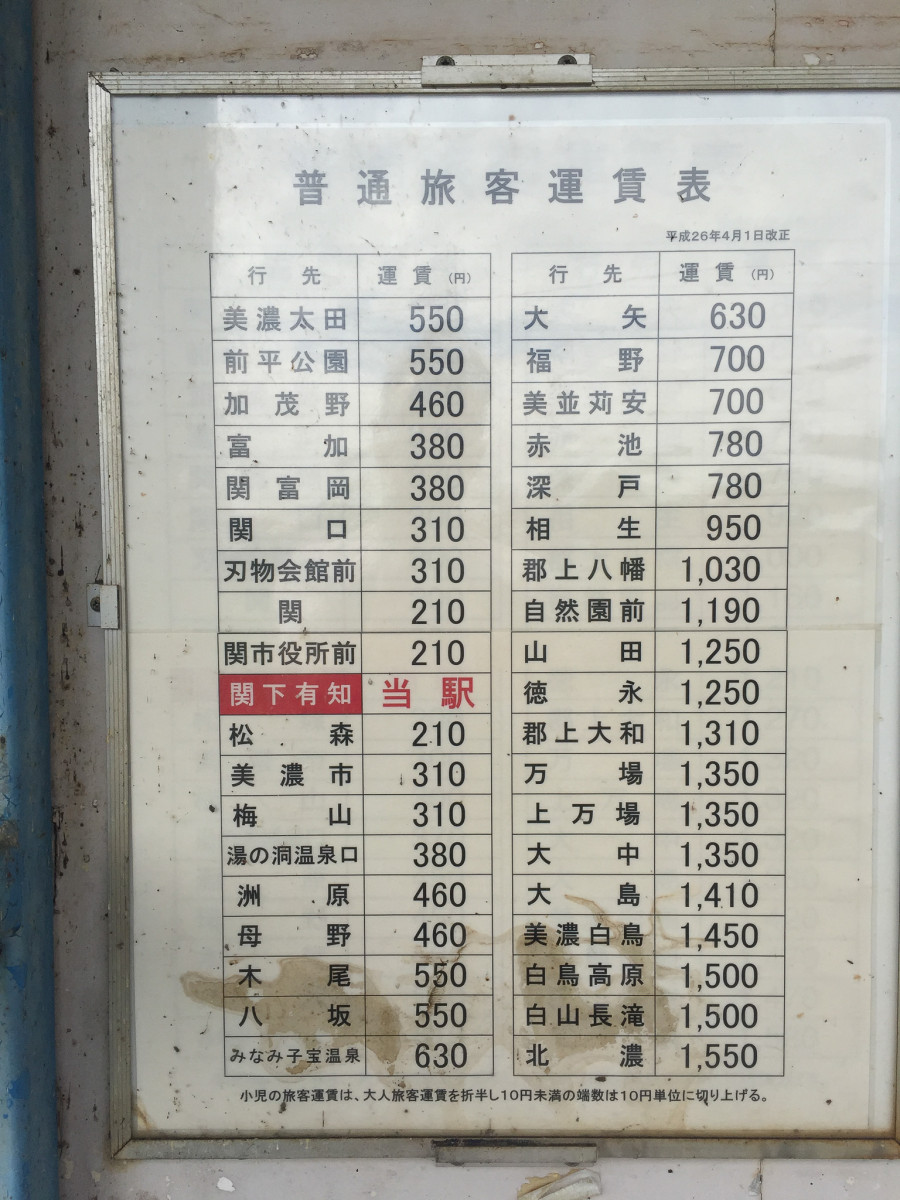 普通旅客運賃表
平成26年4月1日改正
行先 運賃(円)
美濃太田 550
前平公園 550
加茂野 460
富加 380
関富岡 380
関口 310
刃物会館前 310
関 210
関市役所前 210
関下有知 当駅
松森 210
美濃市 310
梅山 310
湯の洞温泉口 380
洲原 460
母野 460
木尾 550
八坂 550
みなみ子宝温泉 630
行先 運賃(円)
大矢 630
福野 700
美並苅安 700
赤池 780
深戸 780
相生 950
郡上八幡 1,030
自然園前 1,190
山田 1,250
徳永 1,250
郡上大和 1,310
万場 1,350
上万場 1,350
大中 1,350
大島 1,410
美濃白鳥 1,450
白鳥高原 1,500
白山長滝 1,500
北濃 1,550
小児の旅客運賃は、大人旅客運賃を折半し10円未満の端数は10円単位に切り上げる。